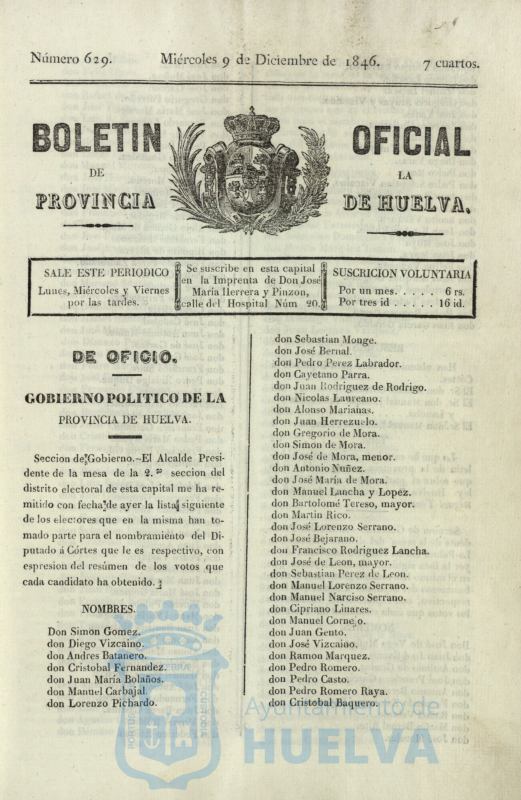 Número 629. Miércoles 9 de Diciembre de 1846. 7 cuartos.
BOLETIN OFICIAL
DE LA
PROVINCIA DE HUELVA.
SALE ESTE PERIODICO
Lunes, Miércoles y Viernes
por las tardes.
Se suscribe en esta capital
en la Imprenta de Don José
María Herrera y Pinzon,
calle del Hospital Núm 20.
SUSCRICION VOLUNTARIA
Por un mes. . . . . 6 rs.
Por tres id . . . . . 16 id.
DE OFICIO.
GOBIERNO POLITICO DE LA
PROVINCIA DE HUELVA.
Seccion de Gobierno.-El Alcalde Presi-
dente de la mesa de la 2.ª seccion del
distrito electoral de esta capital me ha re-
mitido con fecha de ayer la lista siguiente
de los electores que en la misma han to-
mado parte para el nombramiento del Di-
putado á Córtes que le es respectivo, con
espresion del resúmen de los votos que
cada candidato ha obtenido.
NOMBRES.
Don Simon Gomez.
don Diego Vizcaino.
don Andres Batanero.
don Cristobal Fernandez.
don Juan María Bolaños.
don Manuel Carbajal.
don Lorenzo Pichardo.
don Sebastian Monge.
don José Bernal.
don Pedro Perez Labrador.
don Cayetano Parra.
don Juan Rodriguez de Rodrigo.
don Nicolas Laureano.
don Alonso Marianas.
don Juan Herrezuelo.
don Gregorio de Mora.
don Simon de Mora.
don José de Mora, menor.
don Antonio Nuñez.
don José María de Mora.
don Manuel Lancha y Lopez.
don Bartolomé Tereso, mayor.
don Martin Rico.
don José Lorenzo Serrano.
don José Bejarano.
don Francisco Rodriguez Lancha.
don José de Leon, mayor.
don Sebastian Perez de Leon.
don Manuel Lorenzo Serrano.
don Manuel Narciso Serrano.
don Cipriano Linares.
don Manuel Cornejo.
don Juan Gento.
don José Vizcaino.
don Ramon Marquez.
don Pedro Romero.
don Pedro Casto.
don Pedro Romero Raya.
don Cristobal Baquero.
Ayuntamiento de
HUELVA